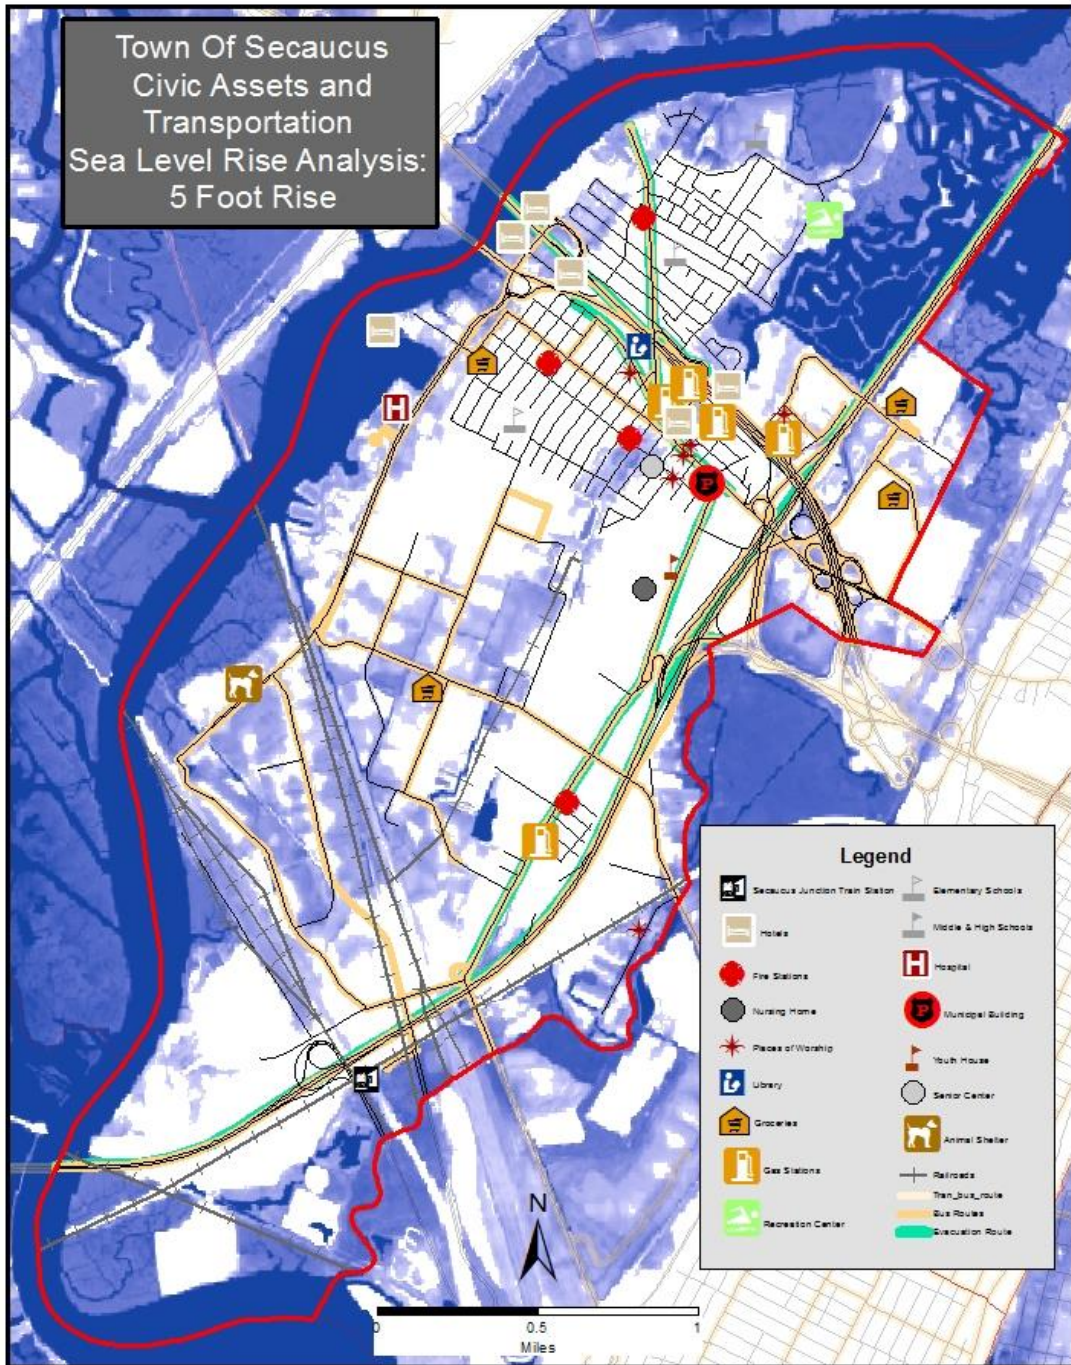 Town Of Secaucus
Civic Assets and
Transportation
Sea Level Rise Analysis:
5 Foot Rise
H
P
Legend
Secaucus Junction Train Station
Elementary Schools
Hotels
Middle & High Schools
H
Hospital
Fire Stations
Nursing Home
P
Municipal Building
Places of Worship
Youth House
Library
Senior Center
Groceries
Animal Shelter
Gas Stations
Railroads
Tran_bus_route
Bus Routes
Recreation Center
Evacuation Route
N
0 0.5 1
Miles